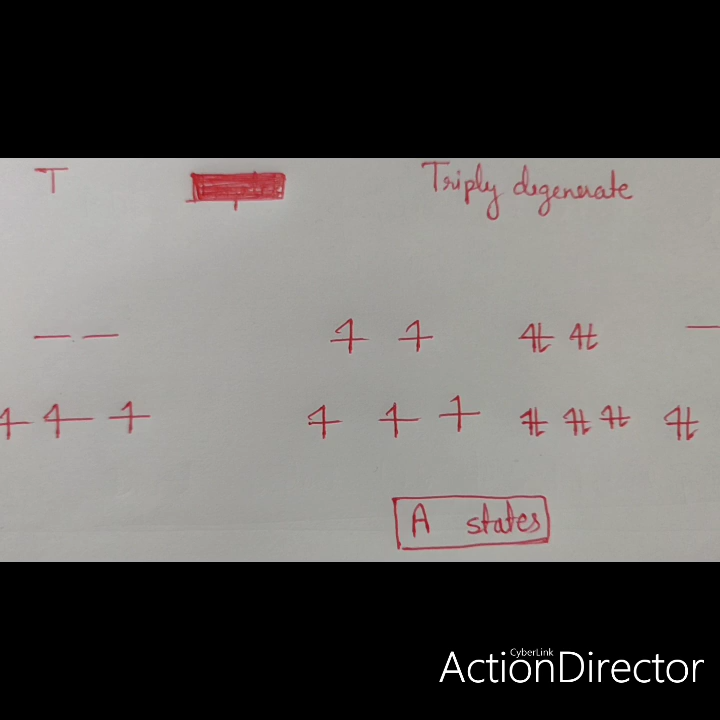 T Triply degenerate
A states
CyberLink
ActionDirector